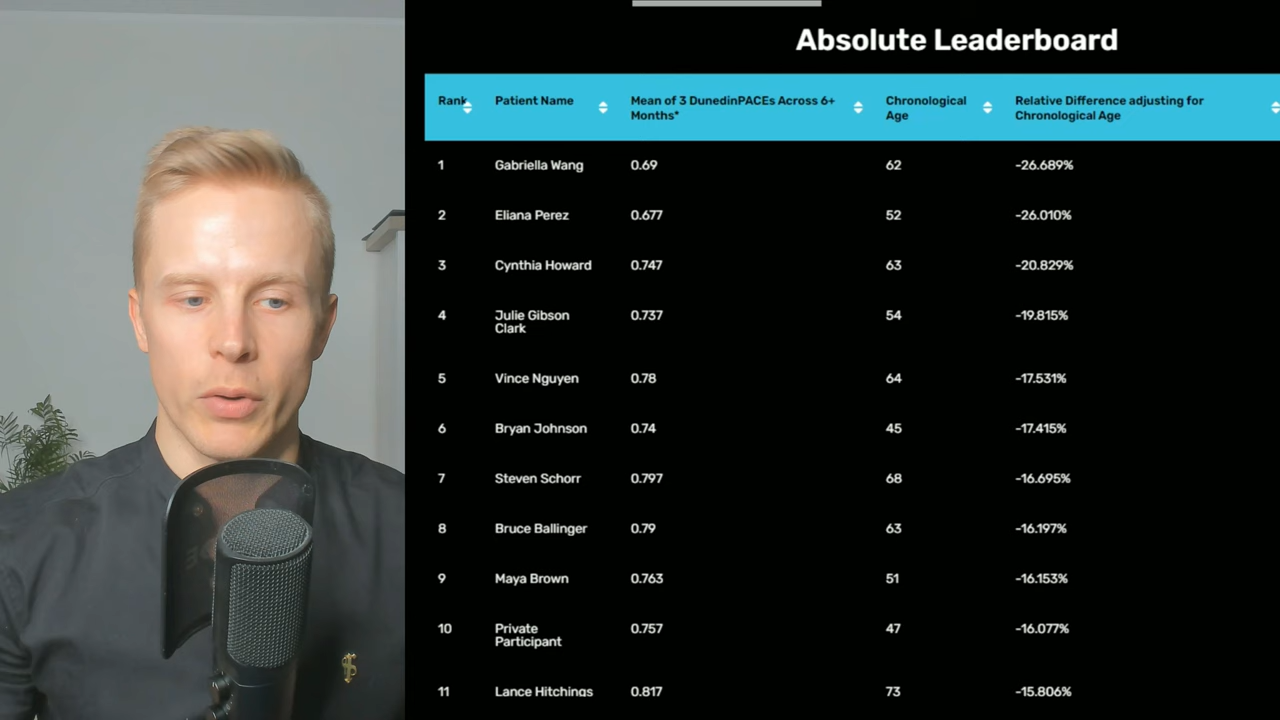 Absolute Leaderboard
Rank Patient Name Mean of 3 DunedinPACEs Across 6+ Months* Chronological Age Relative Difference adjusting for Chronological Age
1 Gabriella Wang 0.69 62 -26.689%
2 Eliana Perez 0.677 52 -26.010%
3 Cynthia Howard 0.747 63 -20.829%
4 Julie Gibson Clark 0.737 54 -19.815%
5 Vince Nguyen 0.78 64 -17.531%
6 Bryan Johnson 0.74 45 -17.415%
7 Steven Schorr 0.797 68 -16.695%
8 Bruce Ballinger 0.79 63 -16.197%
9 Maya Brown 0.763 51 -16.153%
10 Private Participant 0.757 47 -16.077%
11 Lance Hitchings 0.817 73 -15.806%